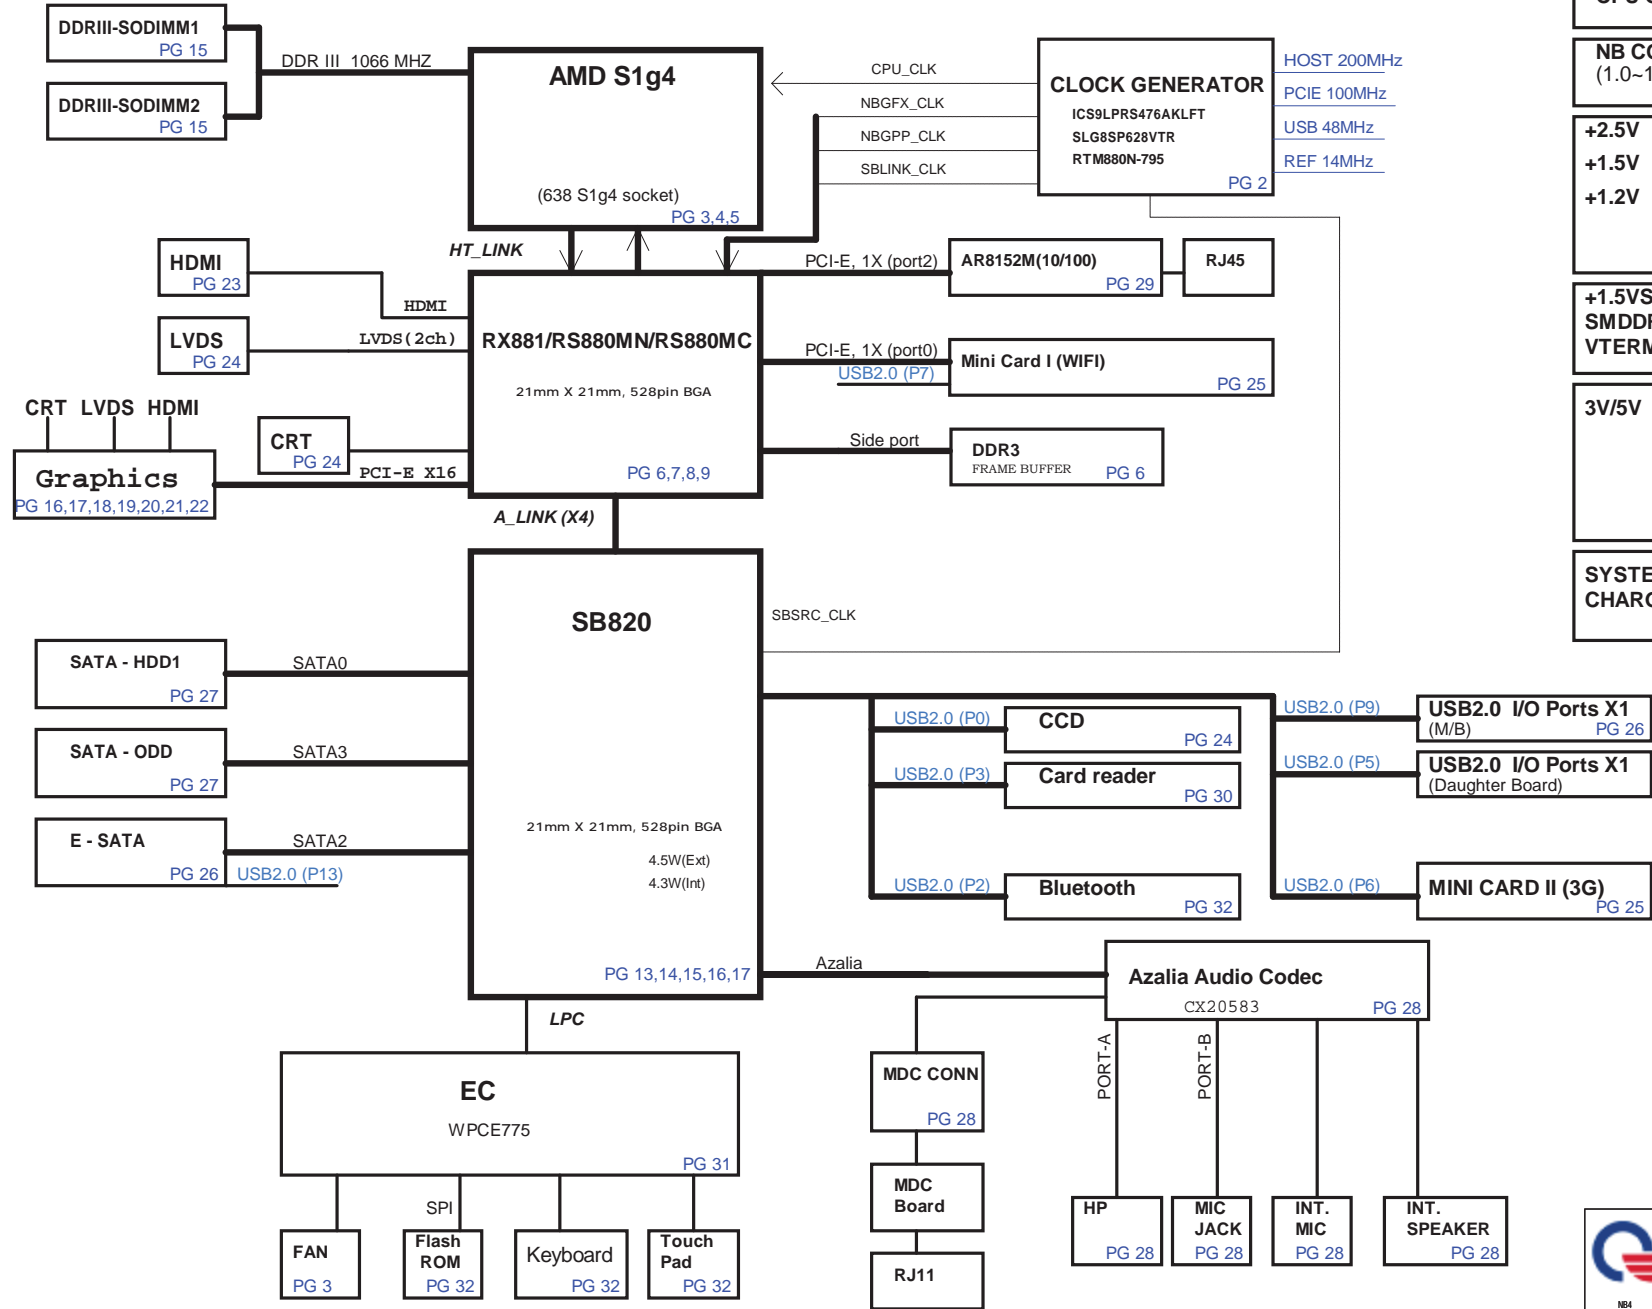 DDRIII-SODIMM1
PG 15
DDRIII-SODIMM2
PG 15
DDR III 1066 MHZ
AMD S1g4
(638 S1g4 socket)
PG 3,4,5
CPU_CLK
NBGFX_CLK
NBGPP_CLK
SBLINK_CLK
CLOCK GENERATOR
ICS9LPRS476AKLFT
SLG8SP628VTR
RTM880N-795
PG 2
HOST 200MHz
PCIE 100MHz
USB 48MHz
REF 14MHz
NB CO
(1.0~1
+2.5V
+1.5V
+1.2V
+1.5VS
SMDDR
VTERM
3V/5V
SYSTE
CHARG
HT_LINK
HDMI
PG 23
HDMI
LVDS
PG 24
LVDS(2ch)
RX881/RS880MN/RS880MC
21mm X 21mm, 528pin BGA
PG 6,7,8,9
PCI-E, 1X (port2)
AR8152M(10/100)
PG 29
RJ45
PCI-E, 1X (port0)
USB2.0 (P7)
Mini Card I (WIFI)
PG 25
Side port
DDR3
FRAME BUFFER
PG 6
CRT LVDS HDMI
Graphics
PG 16,17,18,19,20,21,22
CRT
PG 24
PCI-E X16
A_LINK (X4)
SB820
21mm X 21mm, 528pin BGA
4.5W(Ext)
4.3W(Int)
PG 13,14,15,16,17
SBSRC_CLK
SATA - HDD1
PG 27
SATA0
SATA - ODD
PG 27
SATA3
E - SATA
PG 26
SATA2
USB2.0 (P13)
USB2.0 (P0)
CCD
PG 24
USB2.0 (P3)
Card reader
PG 30
USB2.0 (P2)
Bluetooth
PG 32
USB2.0 (P9)
USB2.0 I/O Ports X1
(M/B)
PG 26
USB2.0 (P5)
USB2.0 I/O Ports X1
(Daughter Board)
USB2.0 (P6)
MINI CARD II (3G)
PG 25
Azalia
Azalia Audio Codec
CX20583
PG 28
LPC
EC
WPCE775
PG 31
SPI
FAN
PG 3
Flash
ROM
PG 32
Keyboard
PG 32
Touch
Pad
PG 32
MDC CONN
PG 28
MDC
Board
RJ11
PORT-A
PORT-B
HP
PG 28
MIC
JACK
PG 28
INT.
MIC
PG 28
INT.
SPEAKER
PG 28
NB4